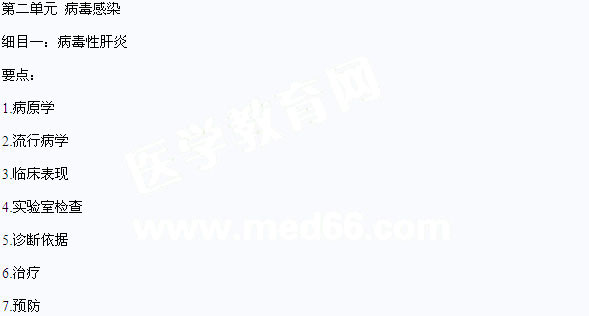 第二单元 病毒感染
细目一：病毒性肝炎
要点：
1.病原学
医学教育网
2.流行病学
3.临床表现
4.实验室检查
www.med66.com
5.诊断依据
6.治疗
7.预防